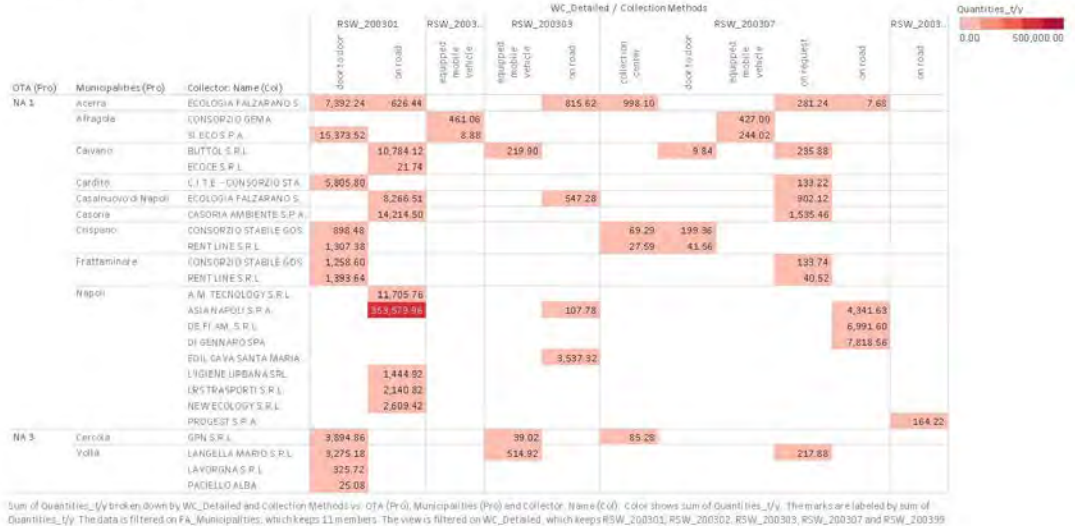 WC_Detailed / Collection Methods
Quantities_t/y
0.00 500,000.00
RSW_200301 RSW_2003.. RSW_200303 RSW_200307 RSW_2003..
OTA (Pro) Municipalities (Pro) Collector: Name (Col) door to door on road equipped mobile vehicle equipped mobile vehicle on road collection center door to door equipped mobile vehicle on request on road on road
NA 1 Acerra ECOLOGIA FALZARANO S. 7,392.24 626.44 815.62 998.10 281.24 7.68
Afragola CONSORZIO GEMA 461.06 427.00
SI.ECO S.P.A. 15,373.52 8.88 244.02
Caivano BUTTOL S.R.L. 10,784.12 219.90 9.84 235.88
ECOCE S.R.L. 21.74
Cardito C.I.T.E. - CONSORZIO STA. 5,805.80 133.22
Casalnuovo di Napoli ECOLOGIA FALZARANO S. 8,266.51 547.28 902.12
Casoria CASORIA AMBIENTE S.P.A. 14,214.50 1,535.46
Crispano CONSORZIO STABILE GOS. 898.48 69.29 199.36
RENT LINE S.R.L. 1,307.38 27.59 41.56
Frattaminore CONSORZIO STABILE GOS. 1,258.60 133.74
RENT LINE S.R.L. 1,393.64 40.52
Napoli A.M. TECNOLOGY S.R.L. 11,705.76
ASIA NAPOLI S.P.A. 107.78 4,341.63
DE.FI.AM. S.R.L. 6,991.60
DI GENNARO SPA 7,818.56
EDIL CAVA SANTA MARIA 3,537.32
L'IGIENE URBANA SRL 1,444.92
LRS TRASPORTI S.R.L. 2,140.82
NEW ECOLOGY S.R.L. 2,609.42
PROGEST S.P.A. 164.22
NA 3 Cercola GPN S.R.L. 3,894.86 39.02 85.28
Volla LANGELLA MARIO S.R.L. 3,275.18 514.92 217.88
LAVORGNA S.R.L. 325.72
PACIELLO ALBA 25.08
Sum of Quantities_t/y broken down by WC_Detailed and Collection Methods vs. OTA (Pro), Municipalities (Pro) and Collector: Name (Col). Color shows sum of Quantities_t/y. The marks are labeled by sum of
Quantities_t/y. The data is filtered on FA_Municipalities, which keeps 11 members. The view is filtered on WC_Detailed, which keeps RSW_200301, RSW_200302, RSW_200303, RSW_200307 and RSW_200399